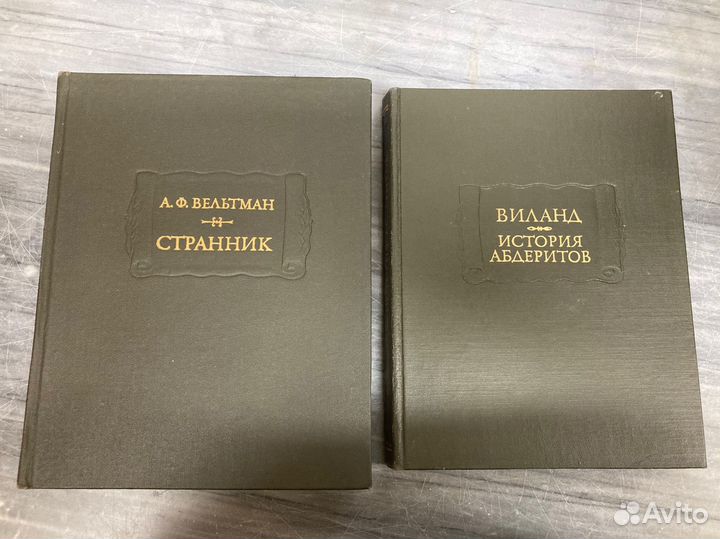 А. Ф. ВЕЛЬТМАН
СТРАННИК
ВИЛАНД
ИСТОРИЯ
АБДЕРИТОВ
Avito